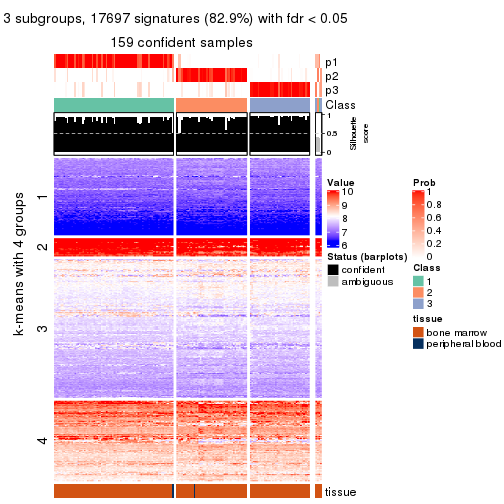 3 subgroups, 17697 signatures (82.9%) with fdr < 0.05
159 confident samples
p1
p2
p3
Class
1
0.5
0
Silhouette
score
k-means with 4 groups
1
2
3
4
tissue
Value
10
9
8
7
6
Status (barplots)
confident
ambiguous
Prob
1
0.8
0.6
0.4
0.2
0
Class
1
2
3
tissue
bone marrow
peripheral blood